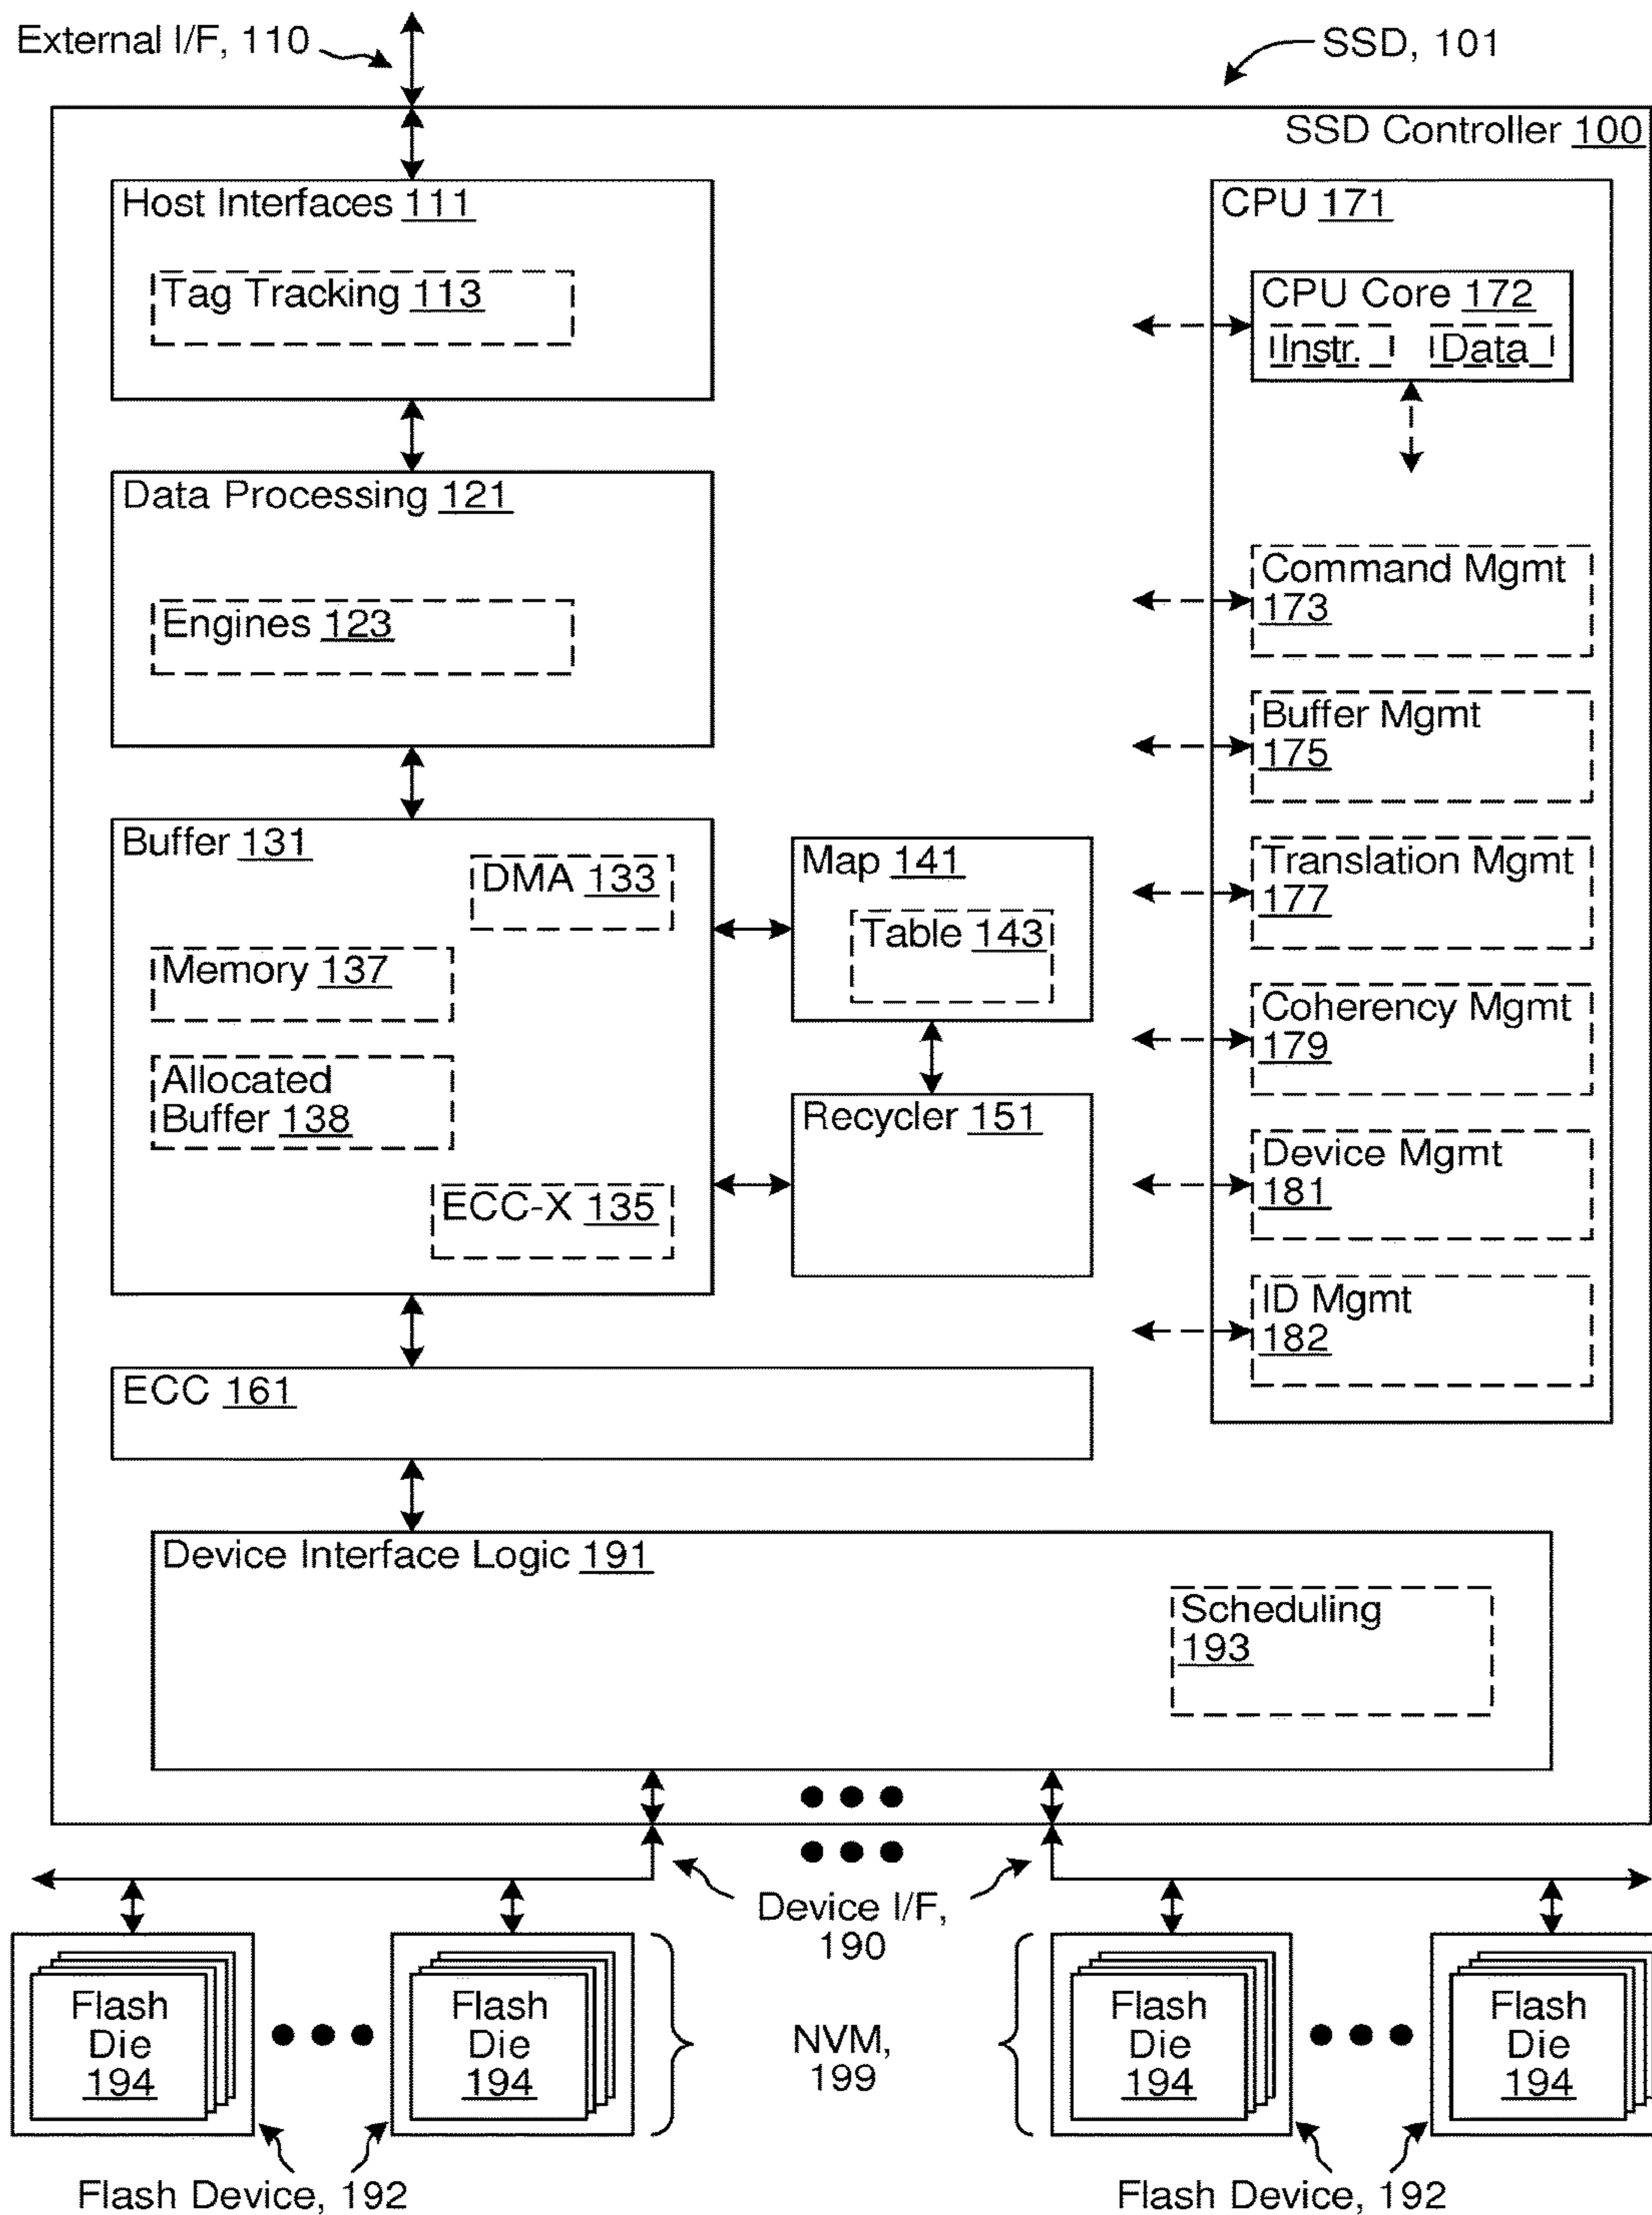 External I/F, 110
SSD, 101
SSD Controller 100
Host Interfaces 111
Tag Tracking 113
CPU 171
CPU Core 172
Instr. Data
Data Processing 121
Engines 123
Command Mgmt
173
Buffer Mgmt
175
Translation Mgmt
177
Coherency Mgmt
179
Device Mgmt
181
ID Mgmt
182
Buffer 131
DMA 133
Memory 137
Allocated
Buffer 138
ECC-X 135
Map 141
Table 143
Recycler 151
ECC 161
Device Interface Logic 191
Scheduling
193
Device I/F,
190
Flash
Die
194
Flash
Die
194
NVM,
199
Flash
Die
194
Flash
Die
194
Flash Device, 192
Flash Device, 192